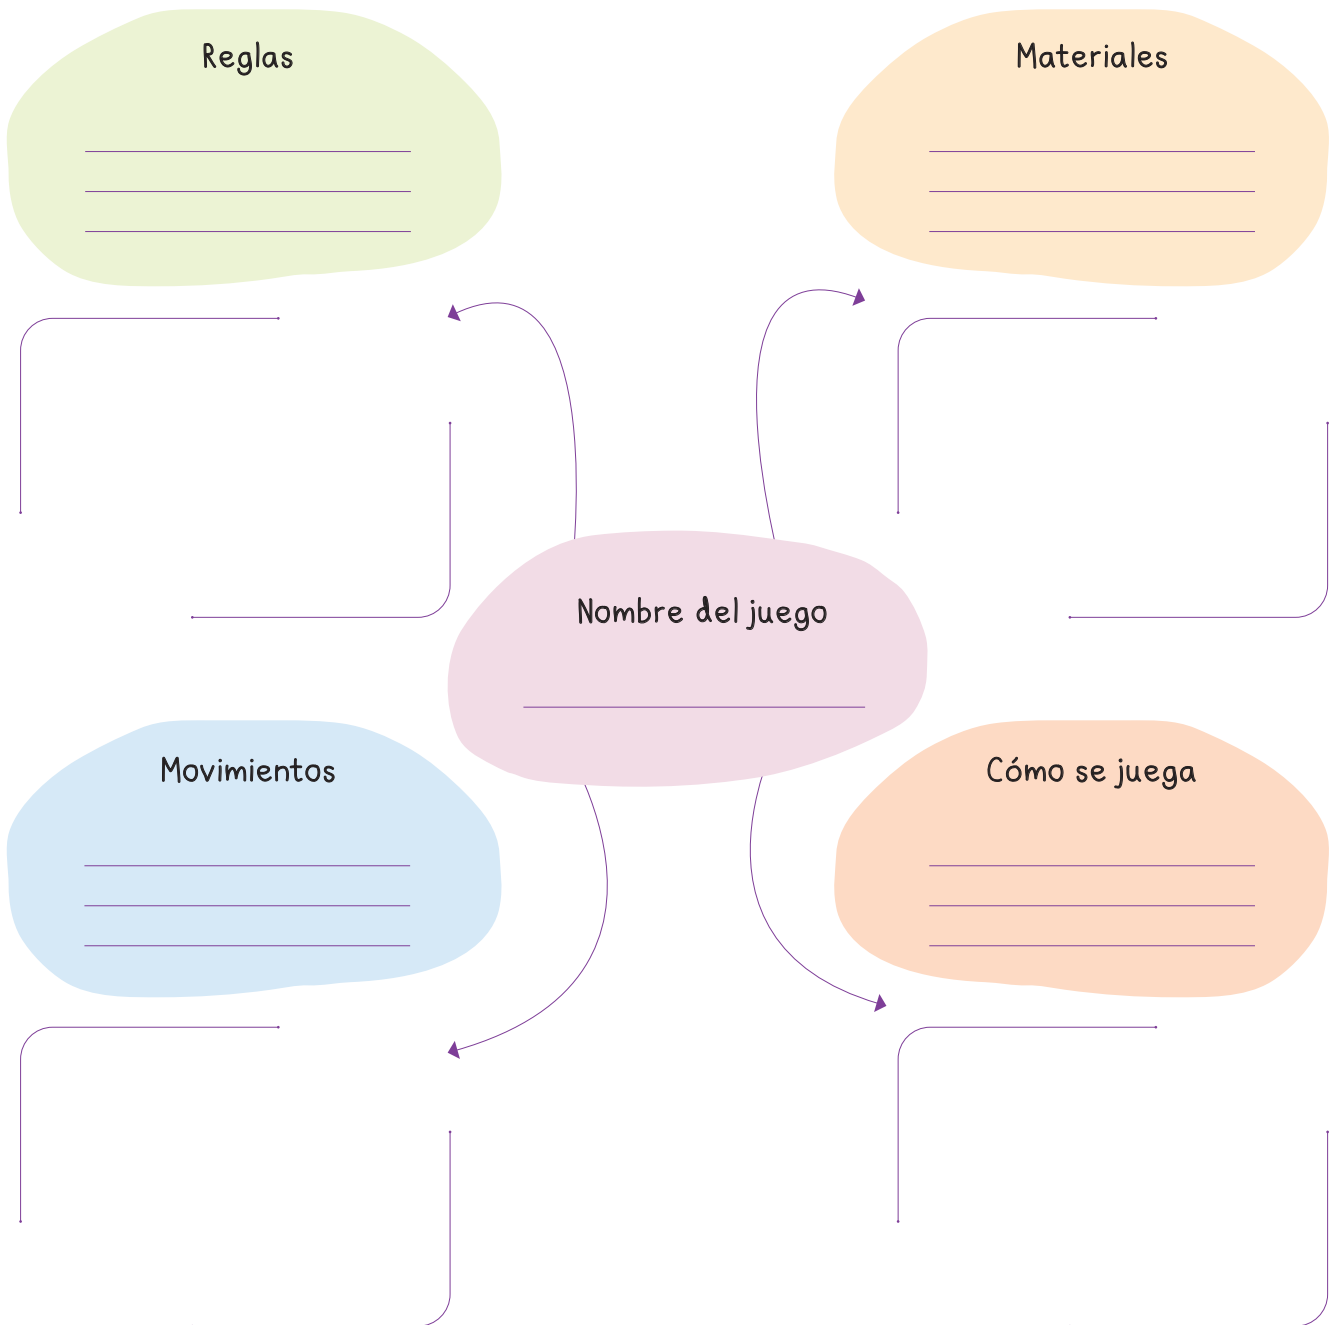 Reglas
Materiales
Nombre del juego
Movimientos
Cómo se juega